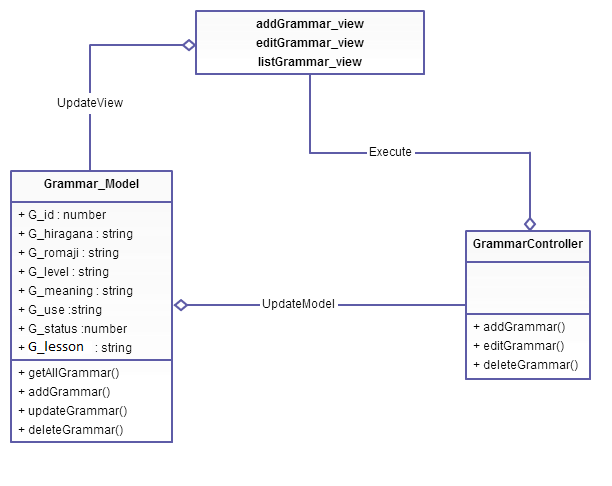 addGrammar_view
editGrammar_view
listGrammar_view
UpdateView
Execute
Grammar_Model
+ G_id : number
+ G_hiragana : string
+ G_romaji : string
+ G_level : string
+ G_meaning : string
+ G_use :string
+ G_status :number
+ G_lesson : string
+ getAllGrammar()
+ addGrammar()
+ updateGrammar()
+ deleteGrammar()
UpdateModel
GrammarController
+ addGrammar()
+ editGrammar()
+ deleteGrammar()